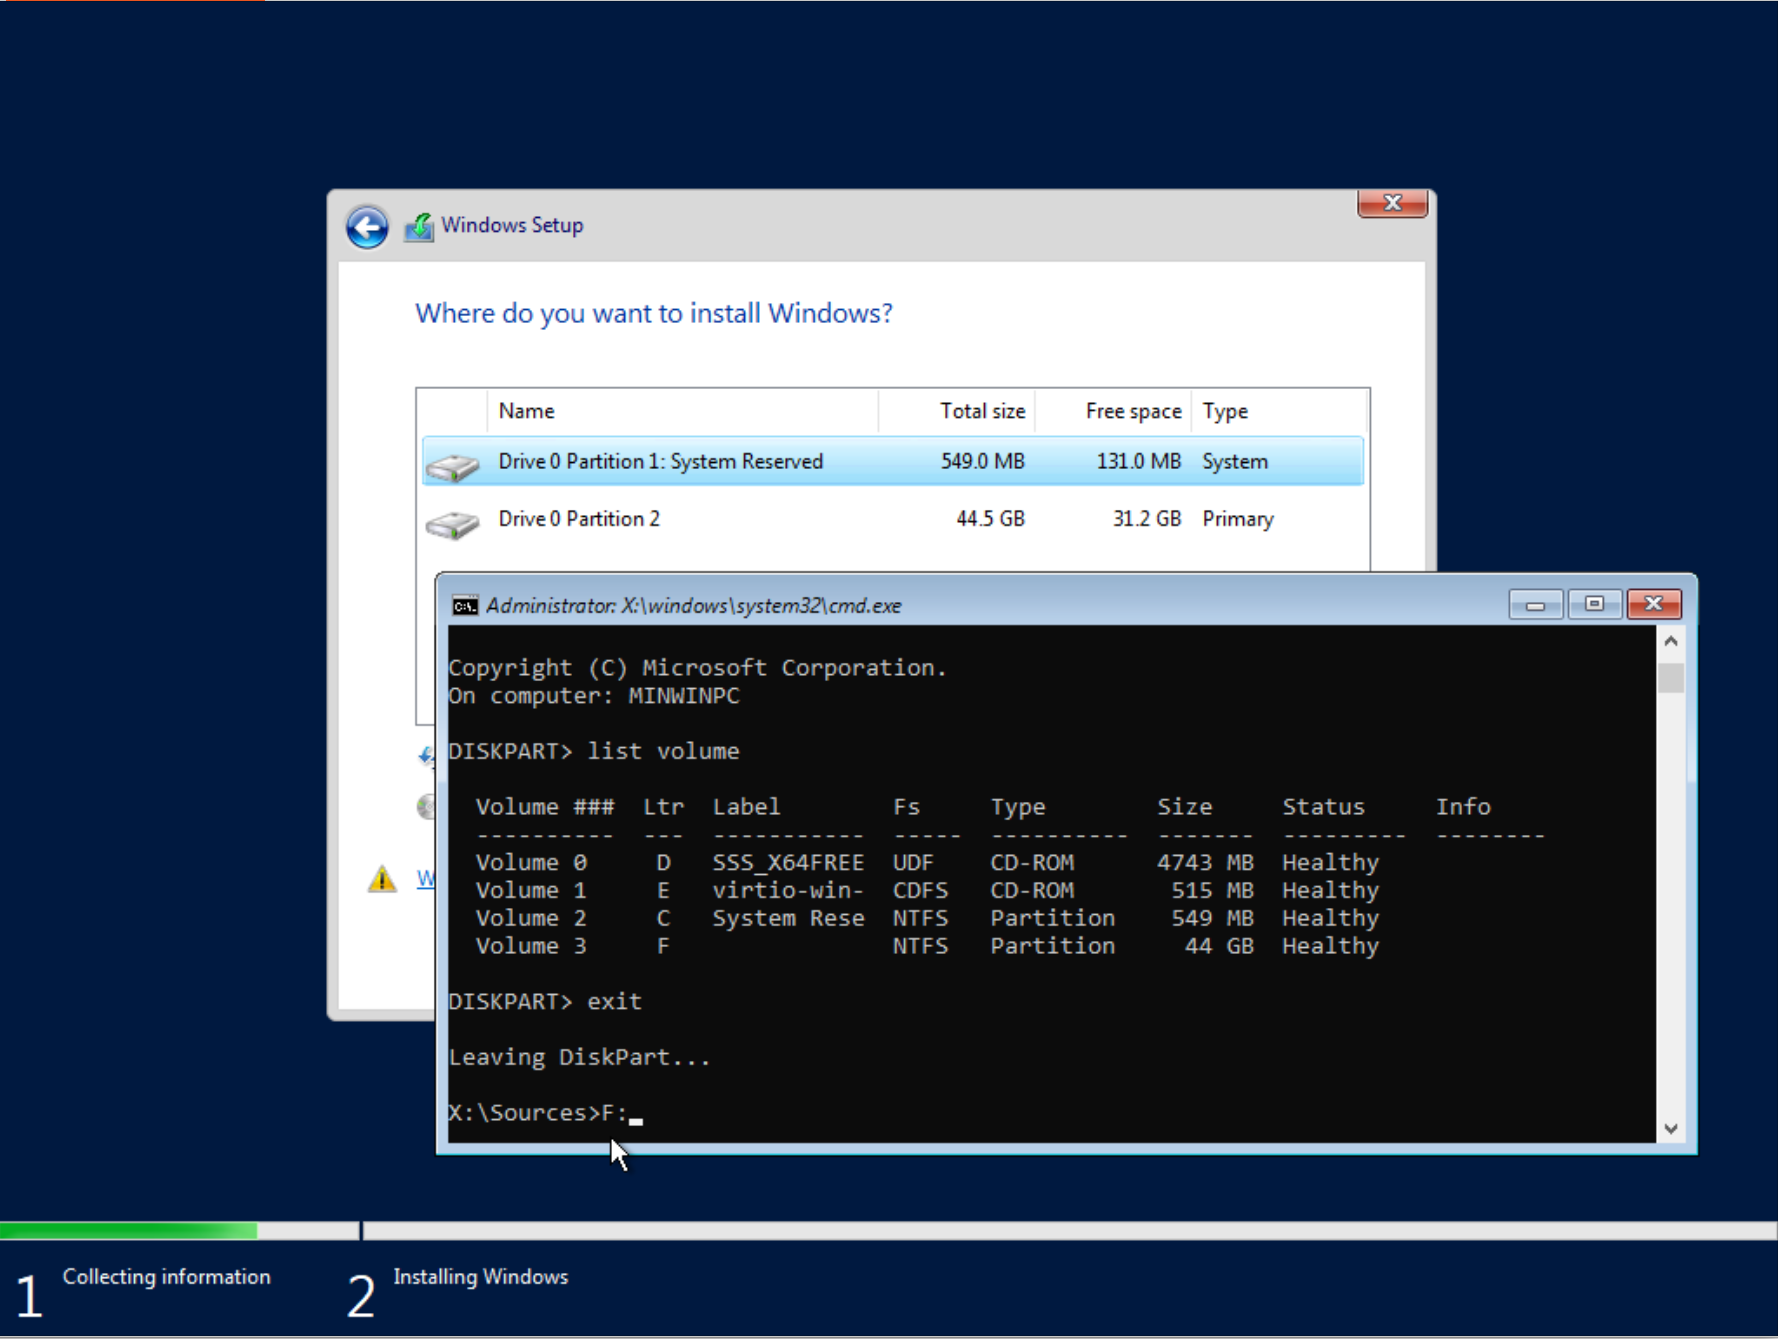 Windows Setup
Where do you want to install Windows?
Name Total size Free space Type
Drive 0 Partition 1: System Reserved 549.0 MB 131.0 MB System
Drive 0 Partition 2 44.5 GB 31.2 GB Primary
Administrator: X:\windows\system32\cmd.exe
Copyright (C) Microsoft Corporation.
On computer: MINWINPC
DISKPART> list volume
Volume ### Ltr Label Fs Type Size Status Info
---------- --- ----------- ----- ---------- ------- --------- --------
Volume 0 D SSS_X64FREE UDF CD-ROM 4743 MB Healthy
Volume 1 E virtio-win- CDFS CD-ROM 515 MB Healthy
Volume 2 C System Rese NTFS Partition 549 MB Healthy
Volume 3 F NTFS Partition 44 GB Healthy
DISKPART> exit
Leaving DiskPart...
X:\Sources>F:
W
1 Collecting information 2 Installing Windows